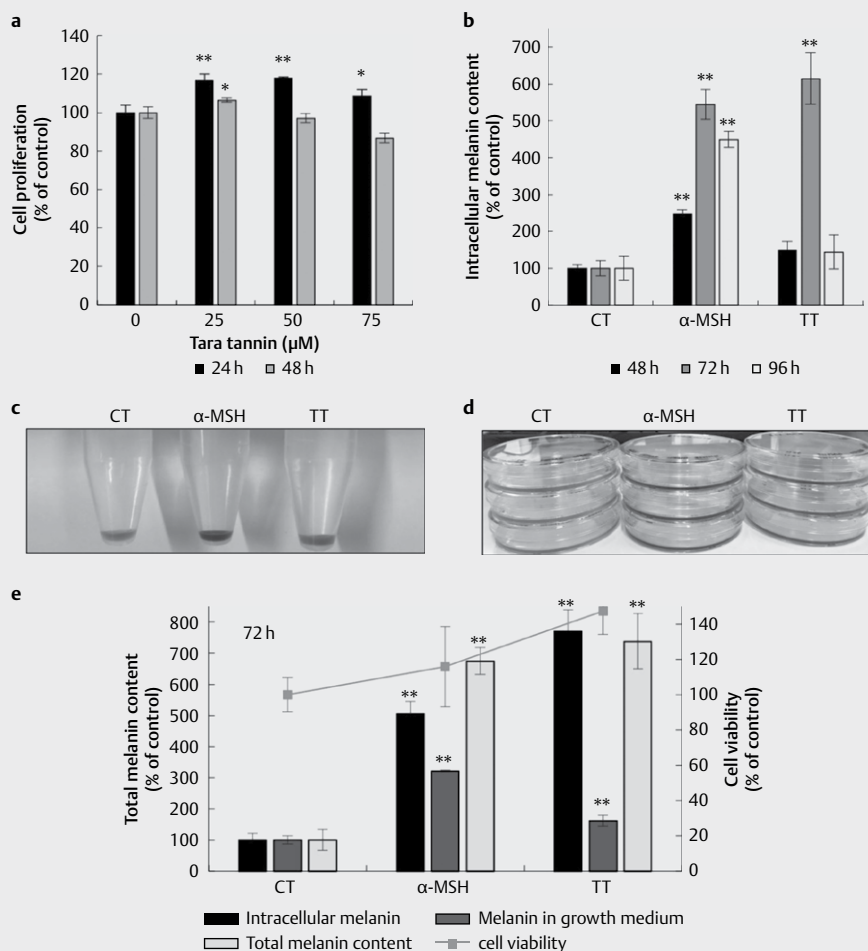 a
140
120
100
80
60
40
20
0
Cell proliferation
(% of control)
**
*
**
*
0 25 50 75
Tara tannin (µM)
24 h 48 h
b
700
600
500
400
300
200
100
0
Intracellular melanin content
(% of control)
**
**
**
**
CT α-MSH TT
48 h 72 h 96 h
c
CT α-MSH TT
d
CT α-MSH TT
e
72 h
800
700
600
500
400
300
200
100
0
Total melanin content
(% of control)
**
**
**
**
**
**
140
120
100
80
60
40
20
0
Cell viability
(% of control)
CT α-MSH TT
Intracellular melanin Melanin in growth medium
Total melanin content cell viability